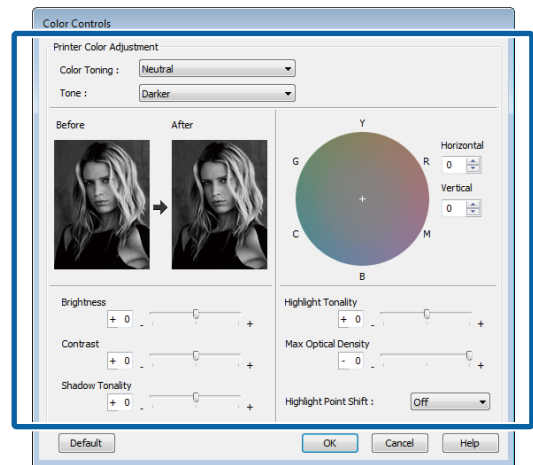 Color Controls
Printer Color Adjustment
Color Toning : Neutral
Tone : Darker
Before After
Y
G R
C M
B
Horizontal
0
Vertical
0
Brightness
+ 0 - +
Contrast
+ 0 - +
Shadow Tonality
+ 0 - +
Highlight Tonality
+ 0 - +
Max Optical Density
- 0 - +
Highlight Point Shift : Off
Default OK Cancel Help